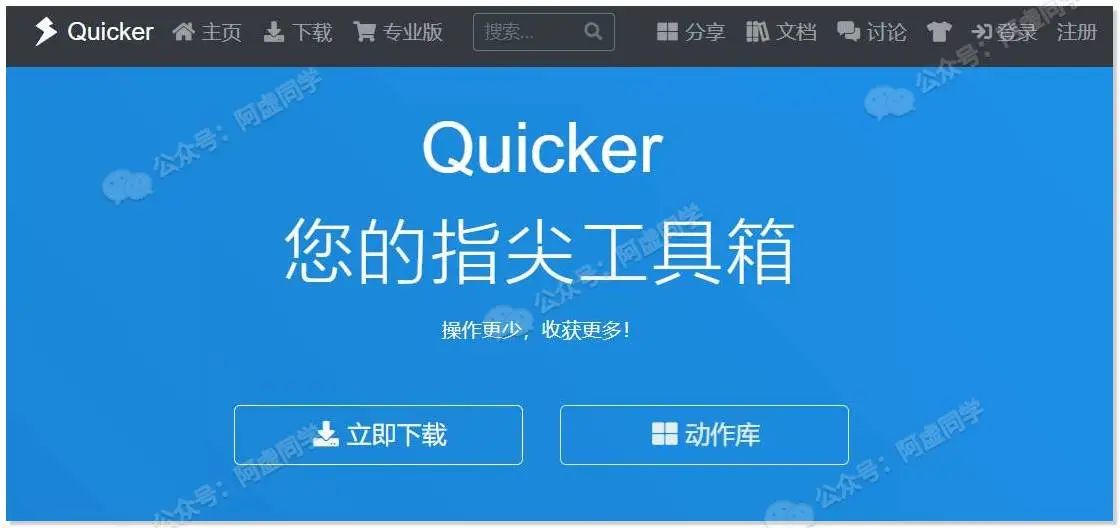 Quicker 主页 下载 专业版 搜索... 分享 文档 讨论 登录 注册
Quicker
您的指尖工具箱
操作更少，收获更多！
立即下载 动作库
公众号：阿虚同学
公众号：阿虚同学
公众号：阿虚同学
公众号：阿虚同学
公众号：阿虚同学